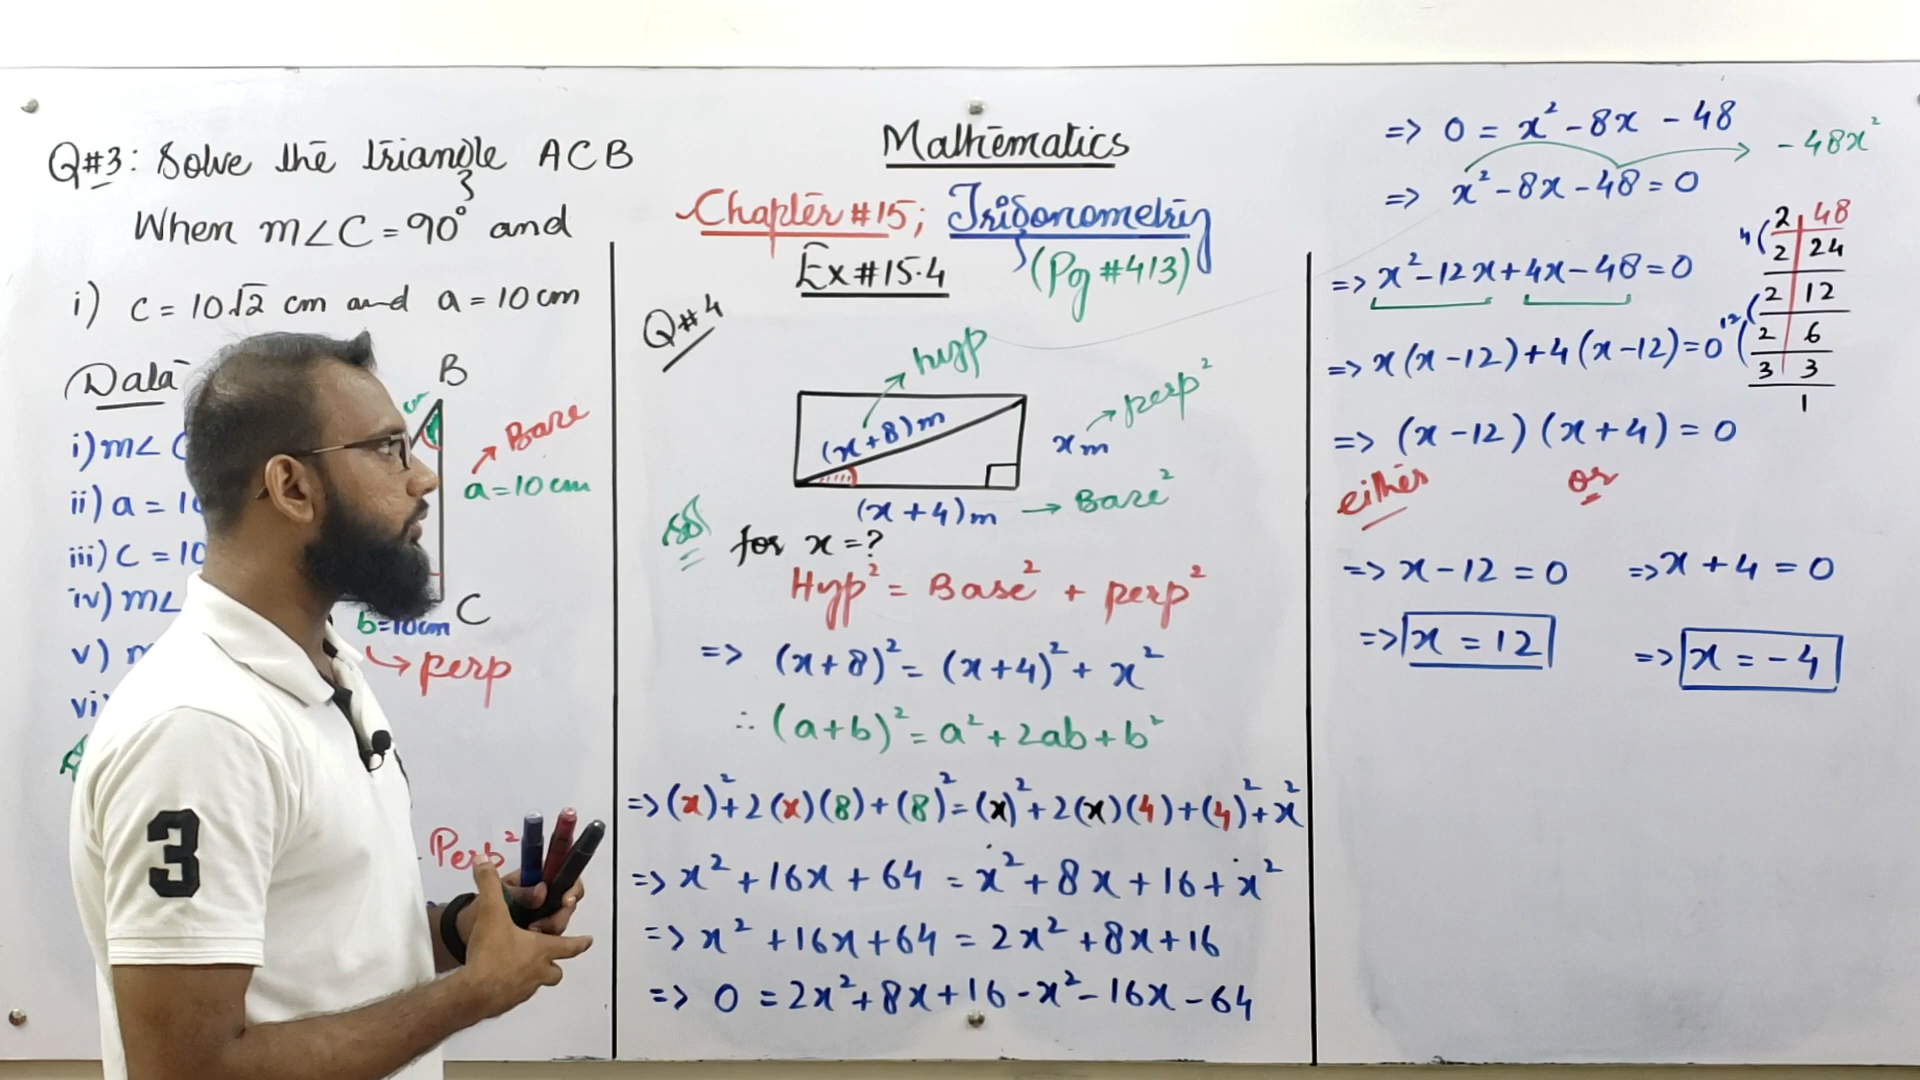 Mathematics
Chapter #15; Trigonometry
Ex #15.4 (Pg #413)
Q#3: Solve the triangle ACB
When m∠C = 90° and
i) c = 10√2 cm and a = 10 cm
Data
i) m∠
ii) a = 10
iii) c = 10
iv) m∠
v) m
vi)
B
Base
a = 10 cm
C
b = 10 cm
perp
Perp²
3
Q#4
hyp
(x+8)m
x m
perp²
(x+4)m → Base²
Sol
for x = ?
Hyp² = Base² + perp²
=> (x+8)² = (x+4)² + x²
∴ (a+b)² = a² + 2ab + b²
=> (x)² + 2(x)(8) + (8)² = (x)² + 2(x)(4) + (4)² + x²
=> x² + 16x + 64 = x² + 8x + 16 + x²
=> x² + 16x + 64 = 2x² + 8x + 16
=> 0 = 2x² + 8x + 16 - x² - 16x - 64
=> 0 = x² - 8x - 48
-48x²
=> x² - 8x - 48 = 0
=> x² - 12x + 4x - 48 = 0
=> x(x-12) + 4(x-12) = 0
=> (x-12)(x+4) = 0
either or
=> x - 12 = 0 => x + 4 = 0
=> x = 12 => x = -4
2 48
4 2 24
2 12
12 2 6
3 3
1